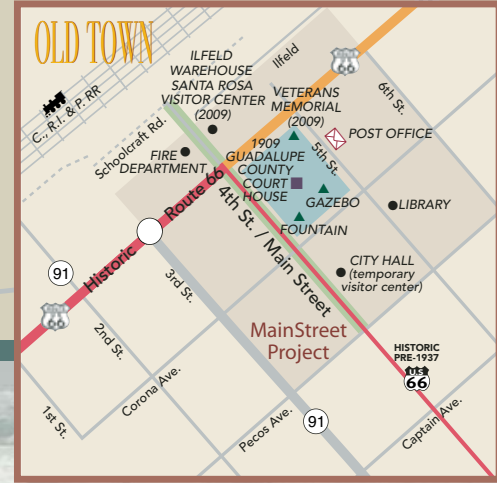 OLD TOWN
C., R.I. & P. RR
ILFELD
WAREHOUSE
SANTA ROSA
VISITOR CENTER
(2009)
Ilfeld
66
VETERANS
MEMORIAL
(2009)
6th St.
POST OFFICE
5th St.
Schoolcraft Rd.
FIRE
DEPARTMENT
1909
GUADALUPE
COUNTY
COURT
HOUSE
GAZEBO
FOUNTAIN
LIBRARY
CITY HALL
(temporary
visitor center)
Historic Route 66
4th St. / Main Street
91
66
3rd St.
2nd St.
1st St.
Corona Ave.
MainStreet
Project
HISTORIC
PRE-1937
66
Pecos Ave.
91
Captain Ave.